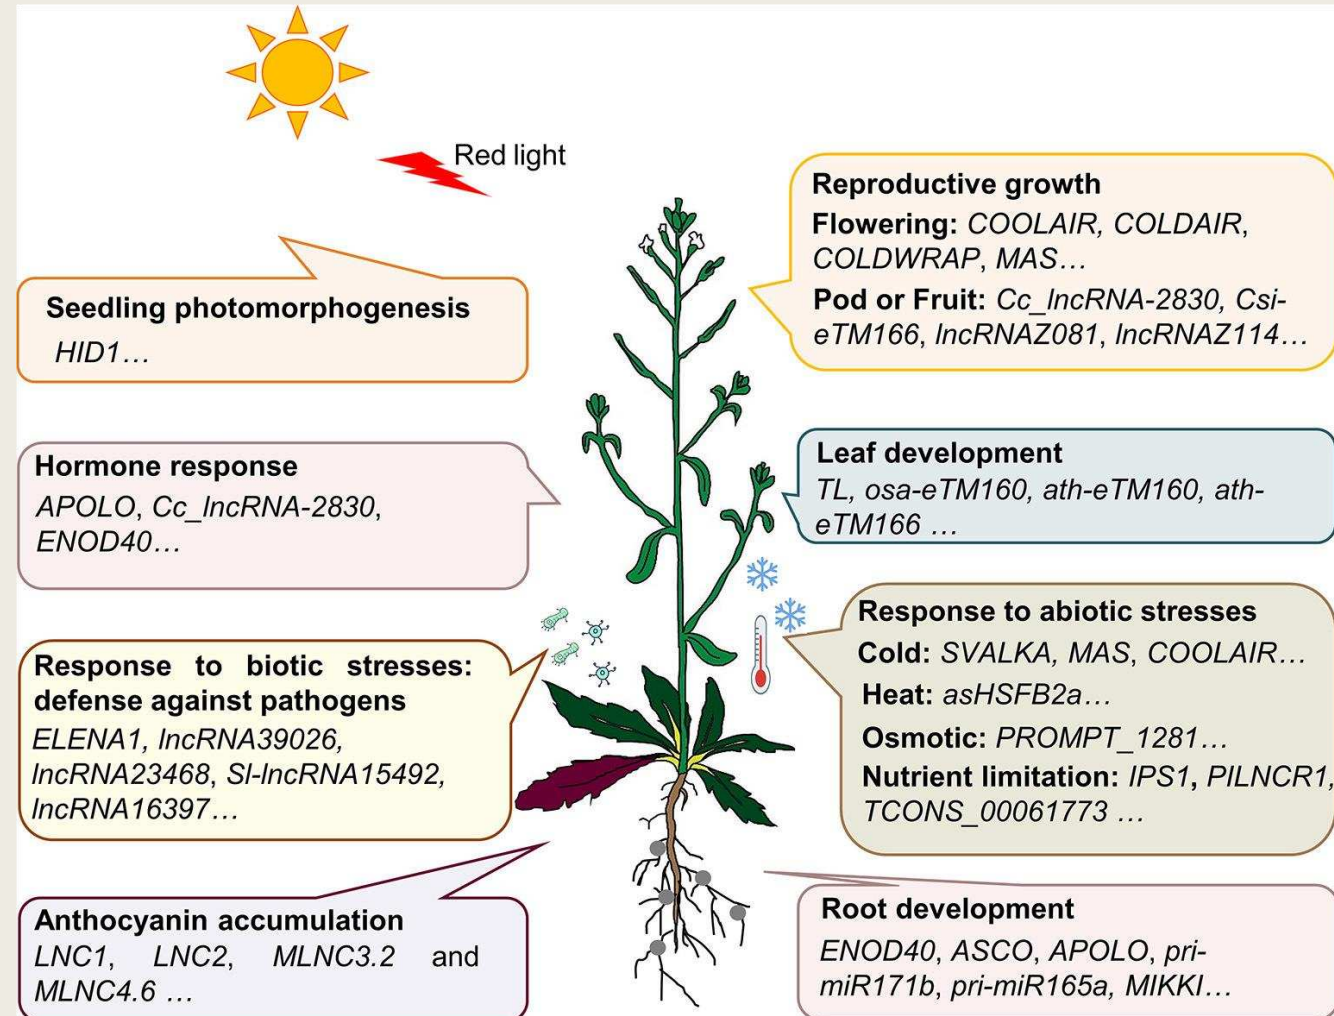 Red light
Seedling photomorphogenesis
HID1…
Hormone response
APOLO, Cc_lncRNA-2830,
ENOD40…
Response to biotic stresses:
defense against pathogens
ELENA1, lncRNA39026,
lncRNA23468, Sl-lncRNA15492,
lncRNA16397…
Anthocyanin accumulation
LNC1, LNC2, MLNC3.2 and
MLNC4.6 …
Reproductive growth
Flowering: COOLAIR, COLDAIR,
COLDWRAP, MAS…
Pod or Fruit: Cc_lncRNA-2830, Csi-
eTM166, lncRNAZ081, lncRNAZ114…
Leaf development
TL, osa-eTM160, ath-eTM160, ath-
eTM166 …
Response to abiotic stresses
Cold: SVALKA, MAS, COOLAIR…
Heat: asHSFB2a…
Osmotic: PROMPT_1281…
Nutrient limitation: IPS1, PILNCR1,
TCONS_00061773 …
Root development
ENOD40, ASCO, APOLO, pri-
miR171b, pri-miR165a, MIKKI…